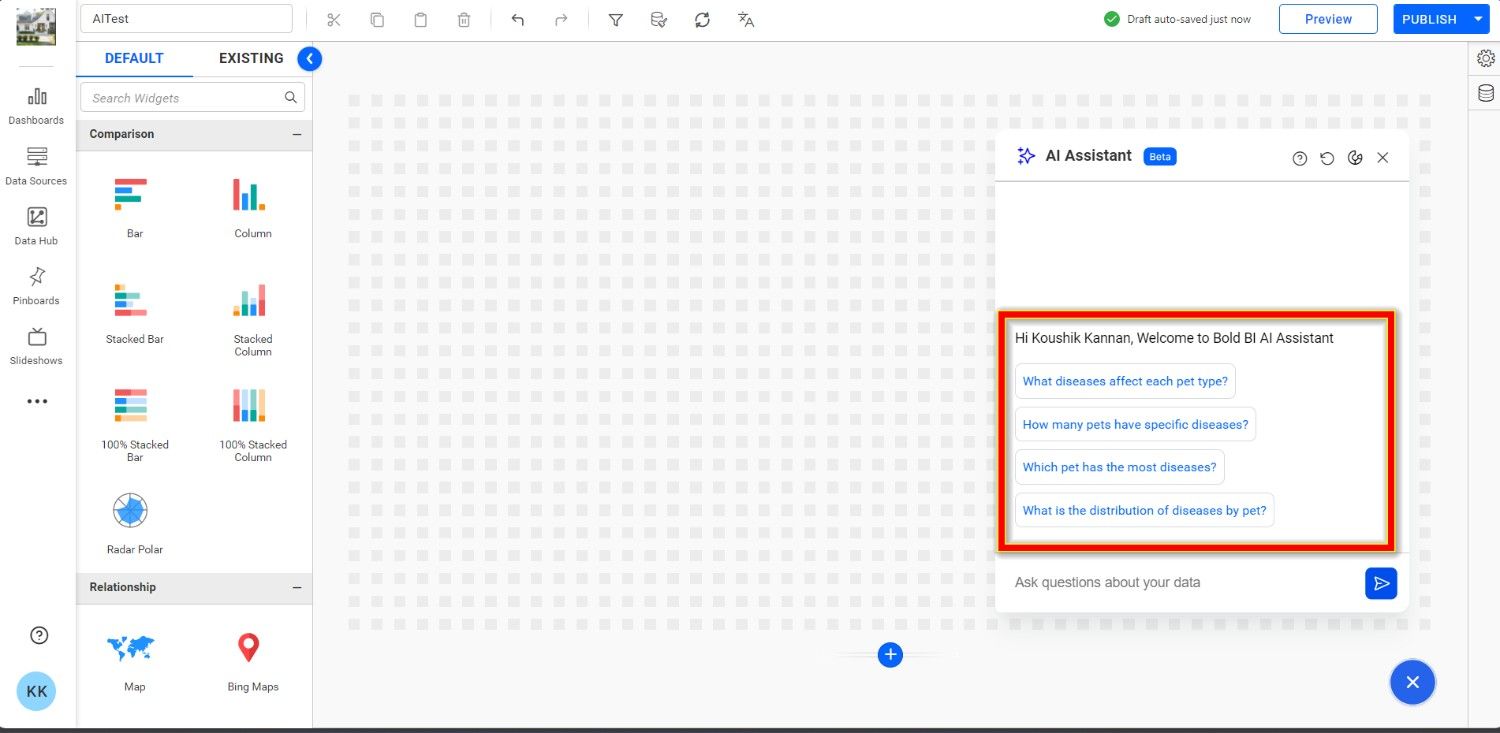 AITest
Draft auto-saved just now
Preview
PUBLISH
DEFAULT
EXISTING
Search Widgets
Dashboards
Data Sources
Data Hub
Pinboards
Slideshows
KK
Comparison
Bar
Column
Stacked Bar
Stacked
Column
100% Stacked
Bar
100% Stacked
Column
Radar Polar
Relationship
Map
Bing Maps
AI Assistant
Beta
Hi Koushik Kannan, Welcome to Bold BI AI Assistant
What diseases affect each pet type?
How many pets have specific diseases?
Which pet has the most diseases?
What is the distribution of diseases by pet?
Ask questions about your data